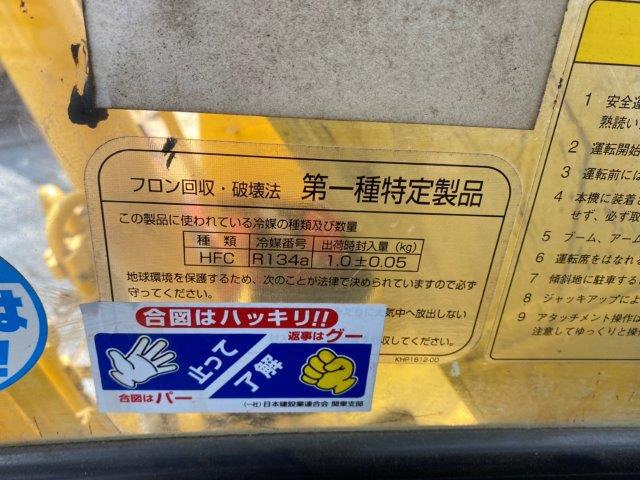 フロン回収・破壊法 第一種特定製品
この製品に使われている冷媒の種類及び数量
種類 冷媒番号 出荷時封入量(kg)
HFC R134a 1.0±0.05
地球環境を保護するため、次のことが法律で決められていますので必ず
守ってください。
に大気中へ放出しない
収してください。
KHP1812-00
合図はハッキリ!!
返事はグー
止って
了解
合図はパー
(一社)日本建設業連合会 関東支部
は
!
1 安全運
熟読い
2 運転開始
3 運転前には
4 本機に装着
せず、必ず取
5 ブーム、アーム
6 運転席をはなれる
7 傾斜地に駐車する
8 ジャッキアップによ
9 アタッチメント操作は
注意してゆっくりと操